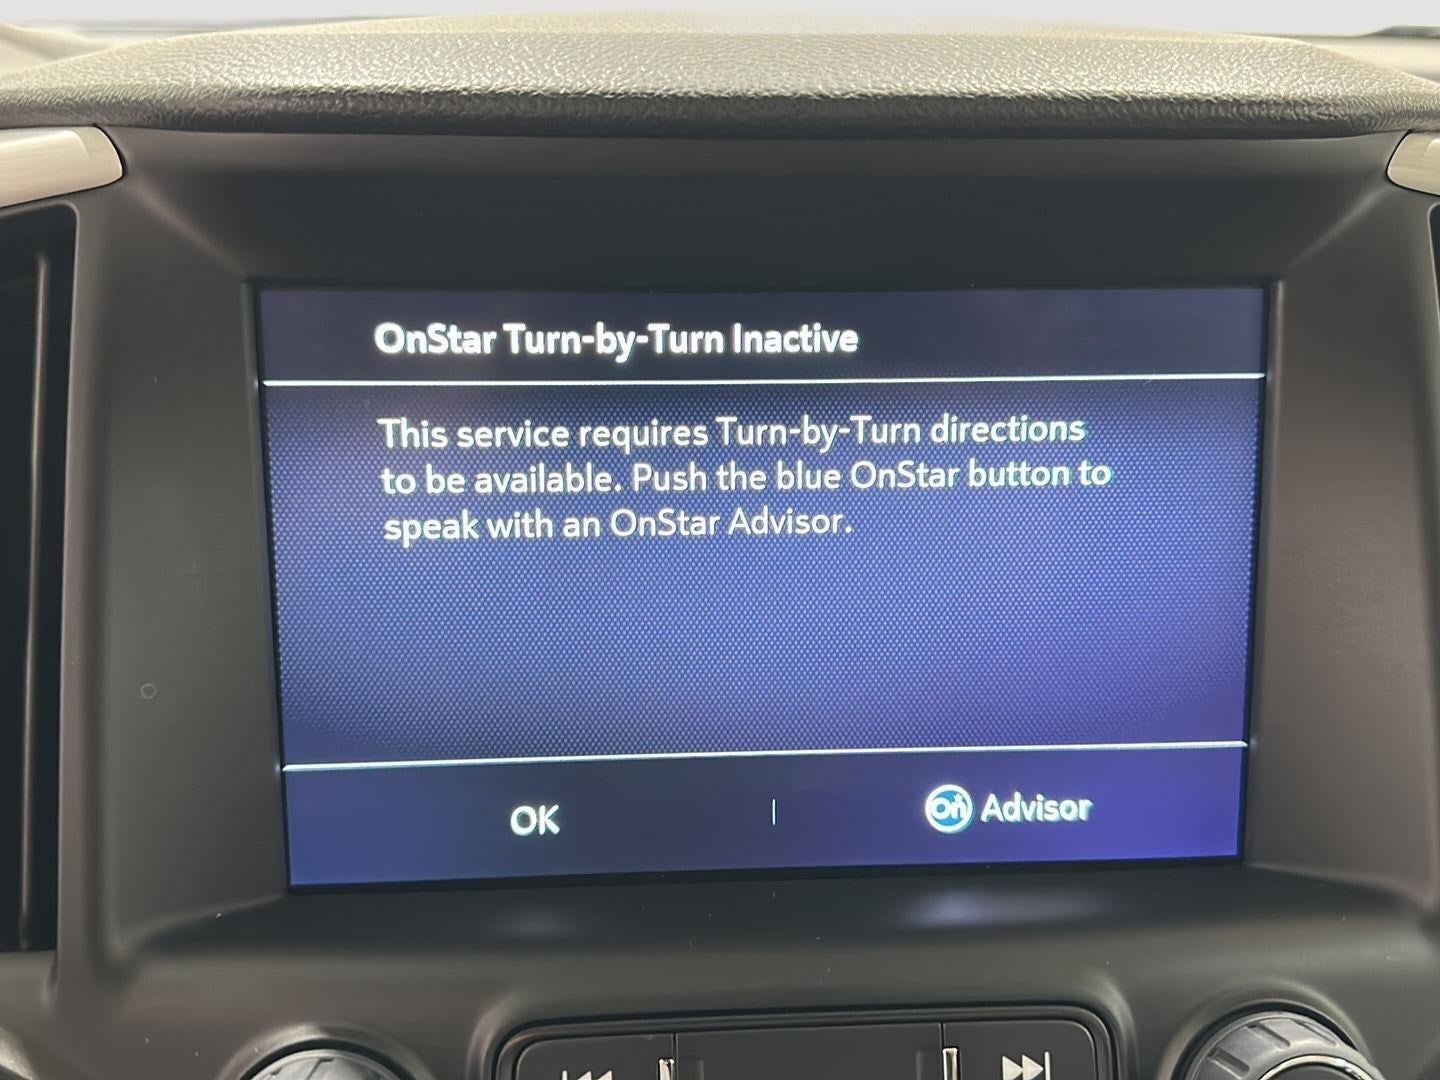 OnStar Turn-by-Turn Inactive
This service requires Turn-by-Turn directions
to be available. Push the blue OnStar button to
speak with an OnStar Advisor.
OK
On Advisor